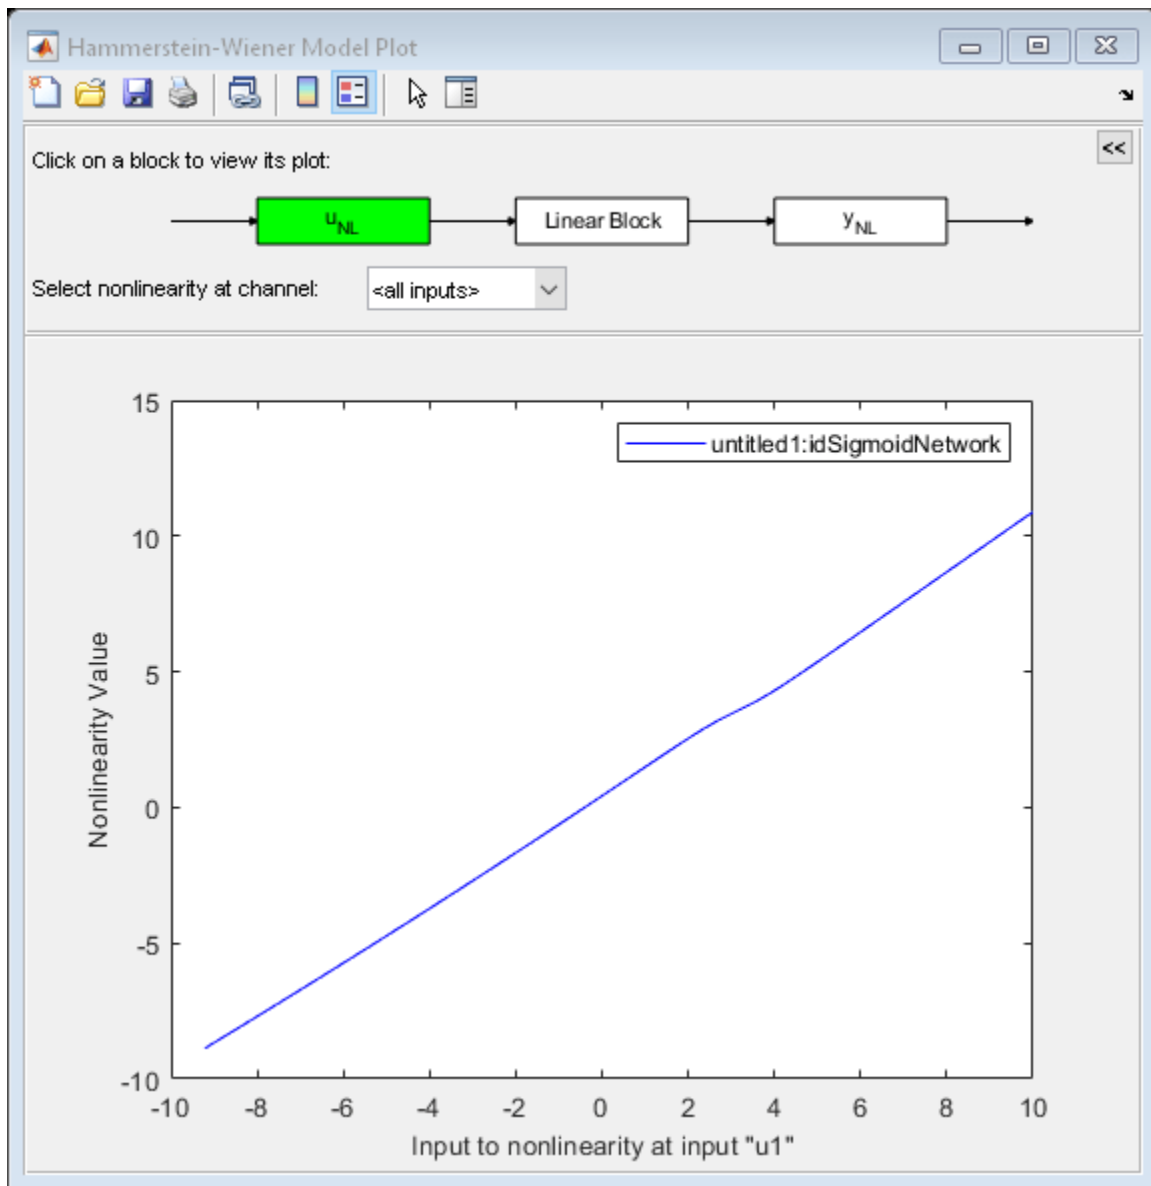 Hammerstein-Wiener Model Plot
Click on a block to view its plot:
<<
uNL
Linear Block
yNL
Select nonlinearity at channel:
<all inputs>
15
10
5
0
-5
-10
untitled1:idSigmoidNetwork
Nonlinearity Value
-10 -8 -6 -4 -2 0 2 4 6 8 10
Input to nonlinearity at input "u1"